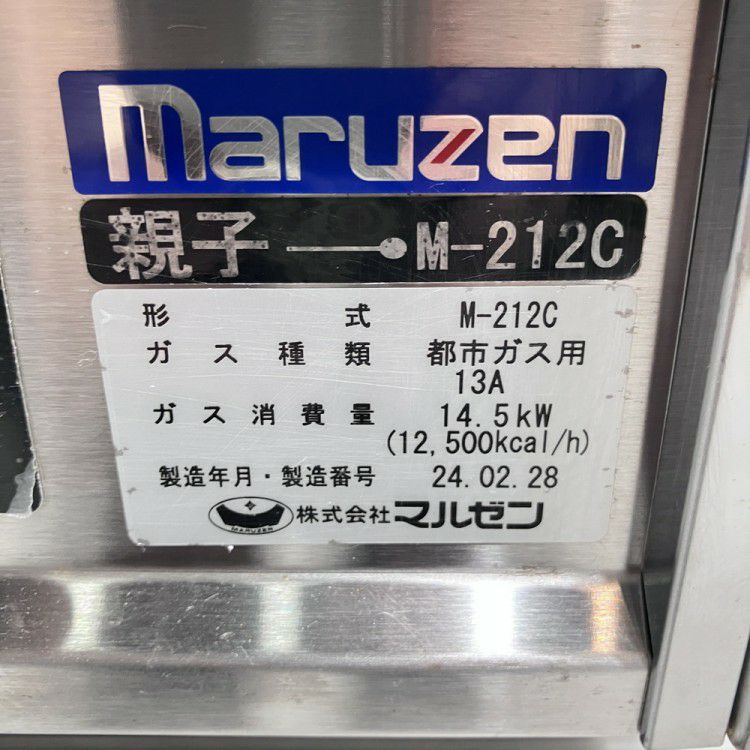 maruzen
親子 M-212C
形式 M-212C
ガス種類 都市ガス用
13A
ガス消費量 14.5kW
(12,500kcal/h)
製造年月・製造番号 24.02.28
MARUZEN 株式会社マルゼン